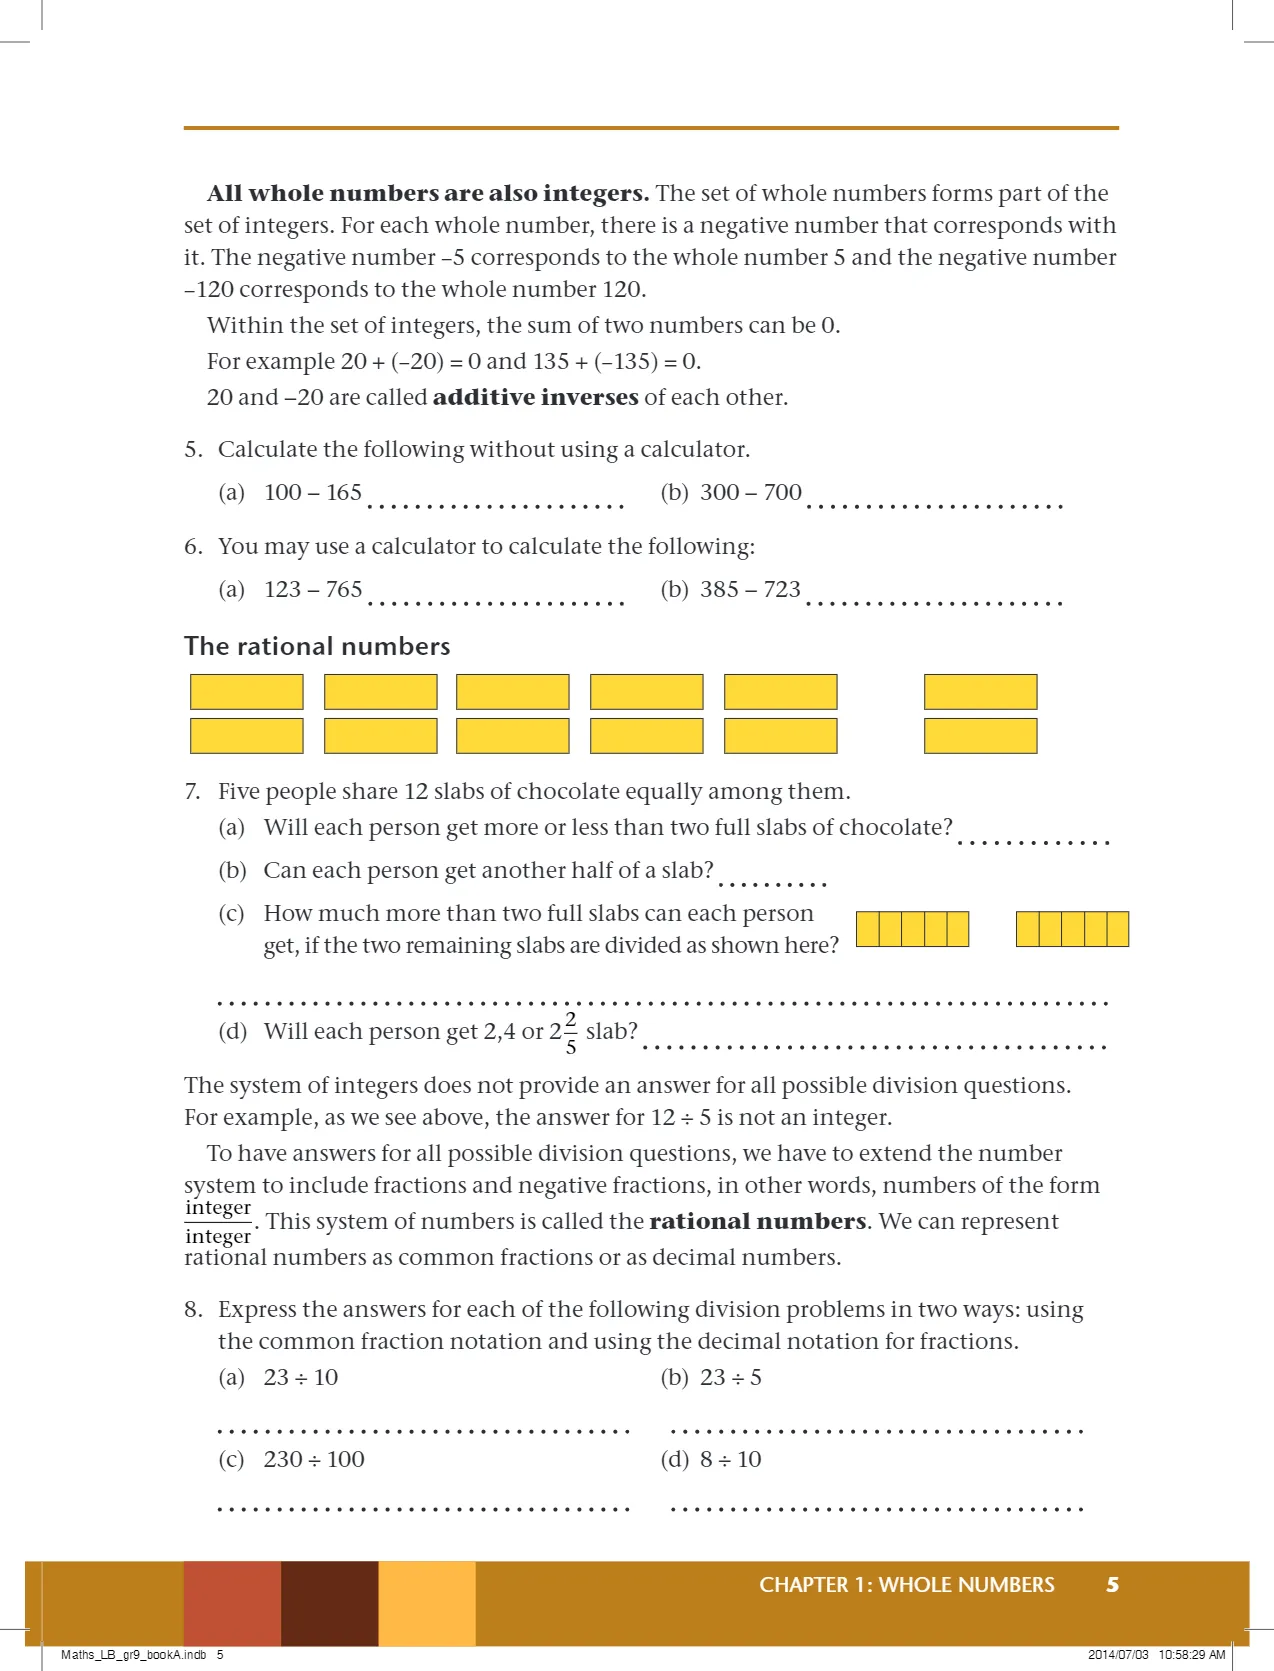 All whole numbers are also integers. The set of whole numbers forms part of the
set of integers. For each whole number, there is a negative number that corresponds with
it. The negative number –5 corresponds to the whole number 5 and the negative number
–120 corresponds to the whole number 120.
Within the set of integers, the sum of two numbers can be 0.
For example 20 + (–20) = 0 and 135 + (–135) = 0.
20 and –20 are called additive inverses of each other.
5. Calculate the following without using a calculator.
(a) 100 – 165 (b) 300 – 700
6. You may use a calculator to calculate the following:
(a) 123 – 765 (b) 385 – 723
The rational numbers
7. Five people share 12 slabs of chocolate equally among them.
(a) Will each person get more or less than two full slabs of chocolate?
(b) Can each person get another half of a slab?
(c) How much more than two full slabs can each person
get, if the two remaining slabs are divided as shown here?
(d) Will each person get 2,4 or 2 2/5 slab?
The system of integers does not provide an answer for all possible division questions.
For example, as we see above, the answer for 12 ÷ 5 is not an integer.
To have answers for all possible division questions, we have to extend the number
system to include fractions and negative fractions, in other words, numbers of the form
integer/integer. This system of numbers is called the rational numbers. We can represent
rational numbers as common fractions or as decimal numbers.
8. Express the answers for each of the following division problems in two ways: using
the common fraction notation and using the decimal notation for fractions.
(a) 23 ÷ 10 (b) 23 ÷ 5
(c) 230 ÷ 100 (d) 8 ÷ 10
CHAPTER 1: WHOLE NUMBERS 5
Maths_LB_gr9_bookA.indb 5 2014/07/03 10:58:29 AM